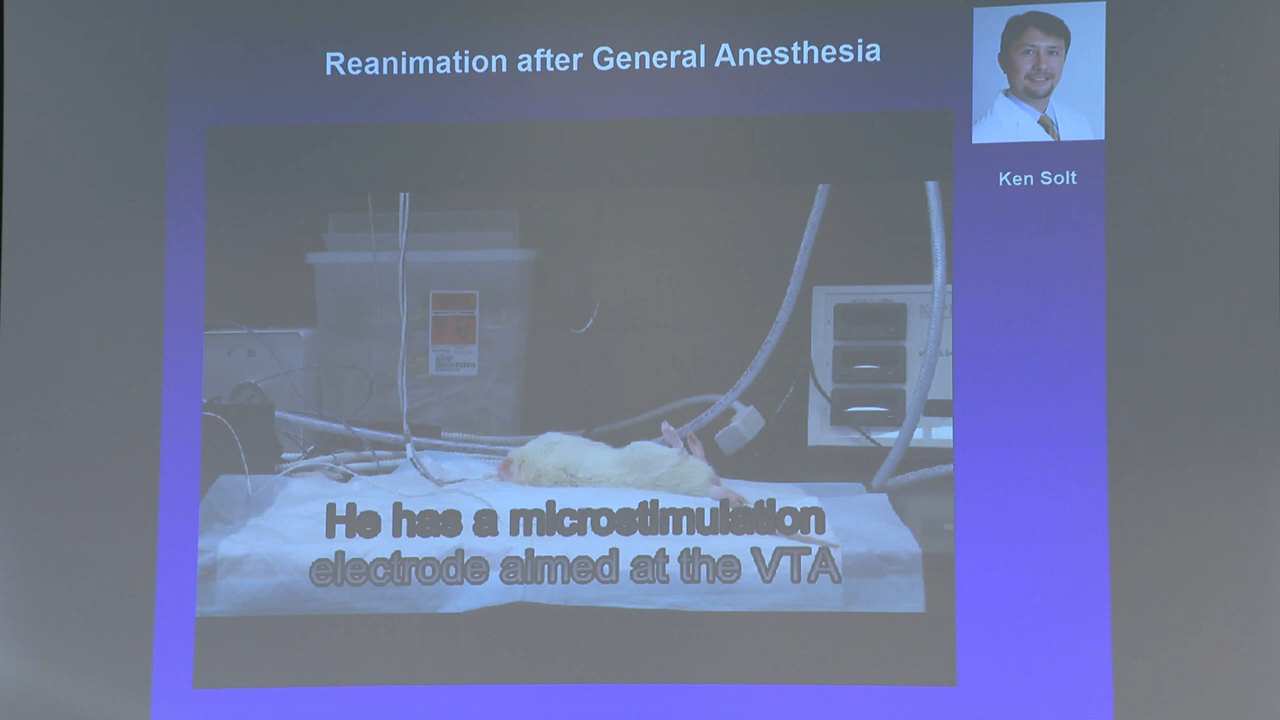 Reanimation after General Anesthesia
Ken Solt
He has a microstimulation
electrode aimed at the VTA